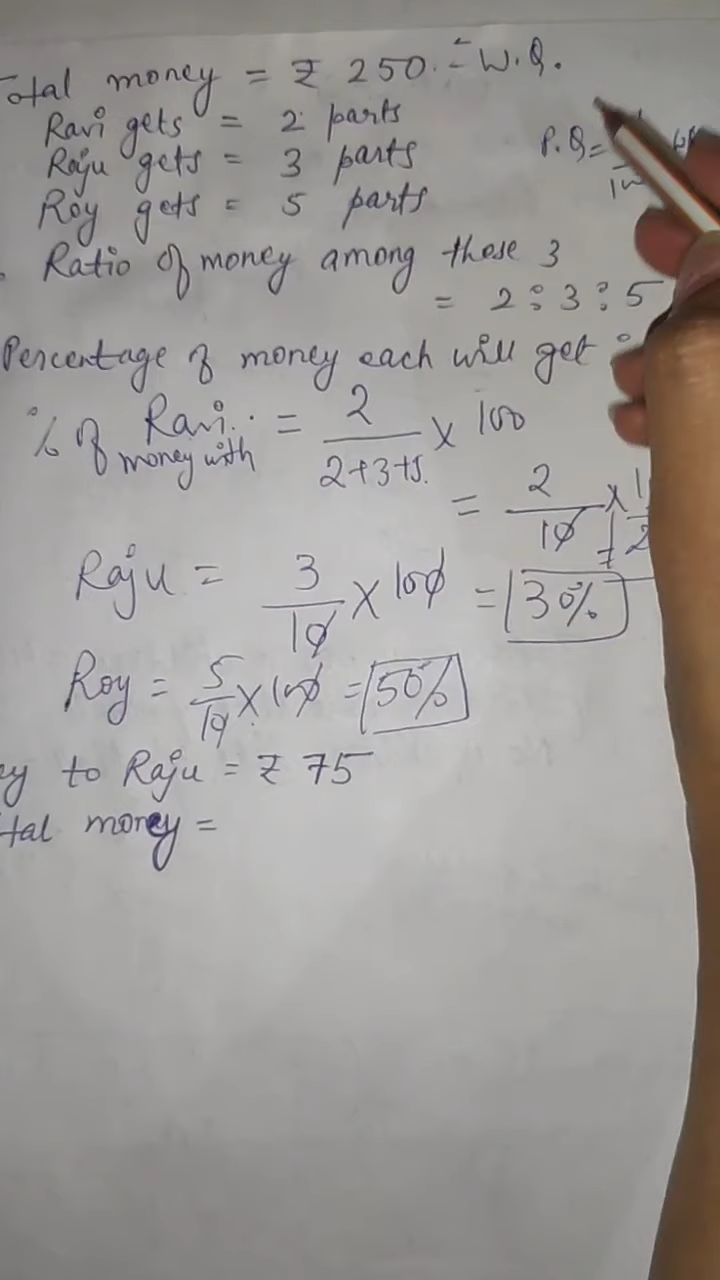 Total money = ₹ 250. - W.Q.
Ravi gets = 2 parts
P.Q =
Raju gets = 3 parts
Roy gets = 5 parts
Ratio of money among these 3
= 2 : 3 : 5
Percentage of money each will get
% of Ravi = 2/(2+3+5) × 100
money with
= 2/10 ×
Raju = 3/10 × 100 = 30%
Roy = 5/10 × 100 = 50%
to Raju = ₹ 75
money =